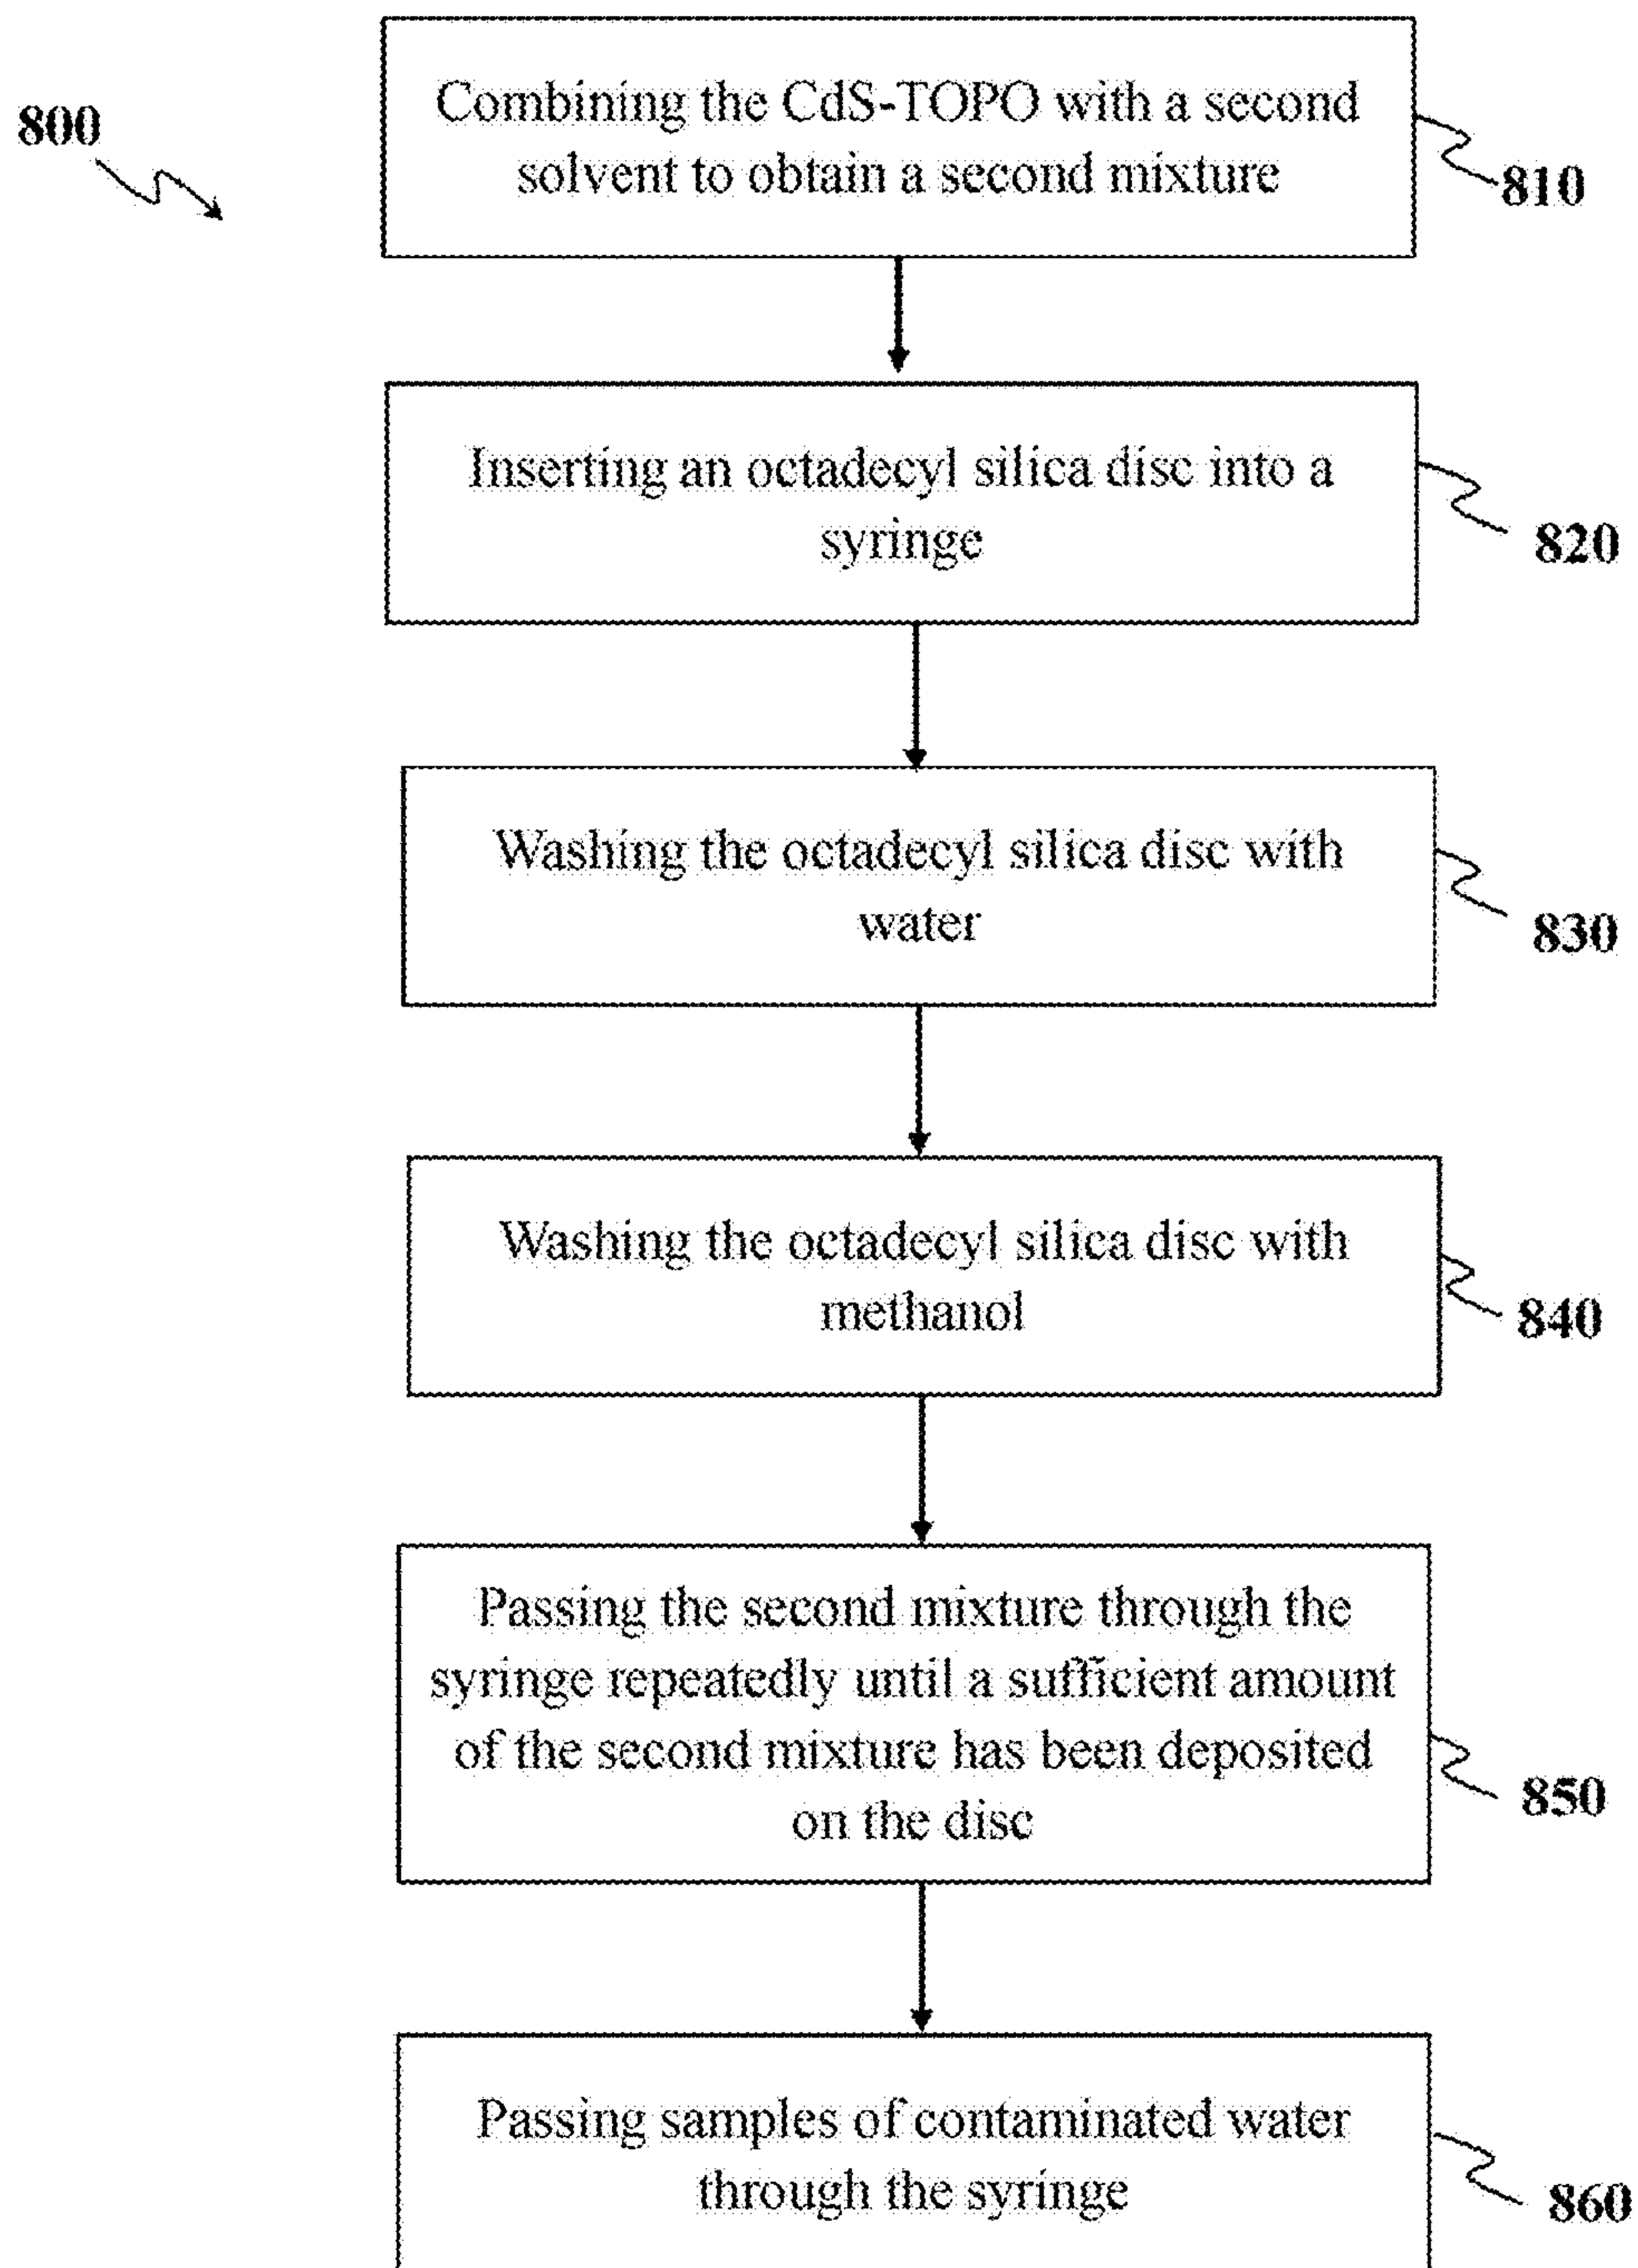 800
Combining the CdS-TOPO with a second
solvent to obtain a second mixture
810
Inserting an octadecyl silica disc into a
syringe
820
Washing the octadecyl silica disc with
water
830
Washing the octadecyl silica disc with
methanol
840
Passing the second mixture through the
syringe repeatedly until a sufficient amount
of the second mixture has been deposited
on the disc
850
Passing samples of contaminated water
through the syringe
860